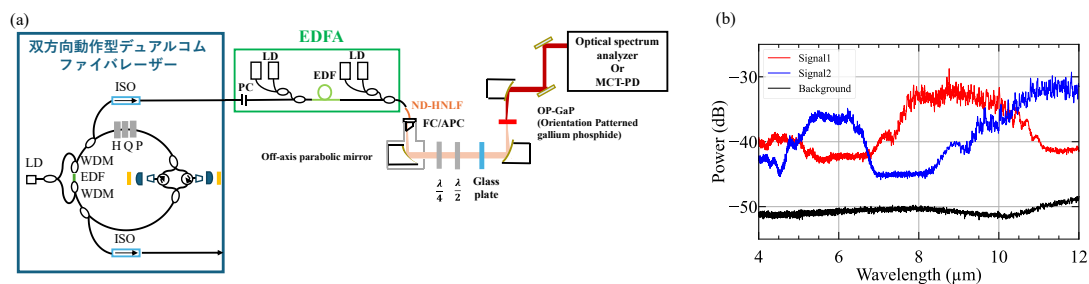 (a)
双方向動作型デュアルコム
ファイバレーザー
ISO
H Q P
LD
WDM
EDF
WDM
ISO
EDFA
LD
LD
EDF
PC
ND-HNLF
FC/APC
Off-axis parabolic mirror
λ/4
λ/2
Glass
plate
OP-GaP
(Orientation Patterned
gallium phosphide)
Optical spectrum
analyzer
Or
MCT-PD
(b)
Signal1
Signal2
Background
Power (dB)
−30
−40
−50
4 6 8 10 12
Wavelength (µm)